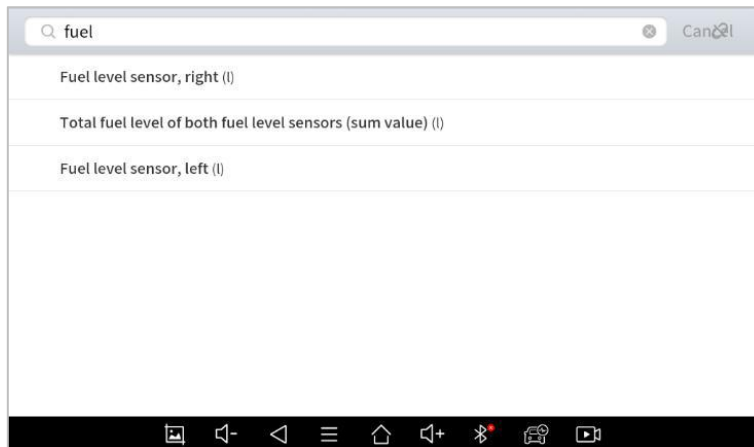 fuel
Cancel
Fuel level sensor, right (l)
Total fuel level of both fuel level sensors (sum value) (l)
Fuel level sensor, left (l)